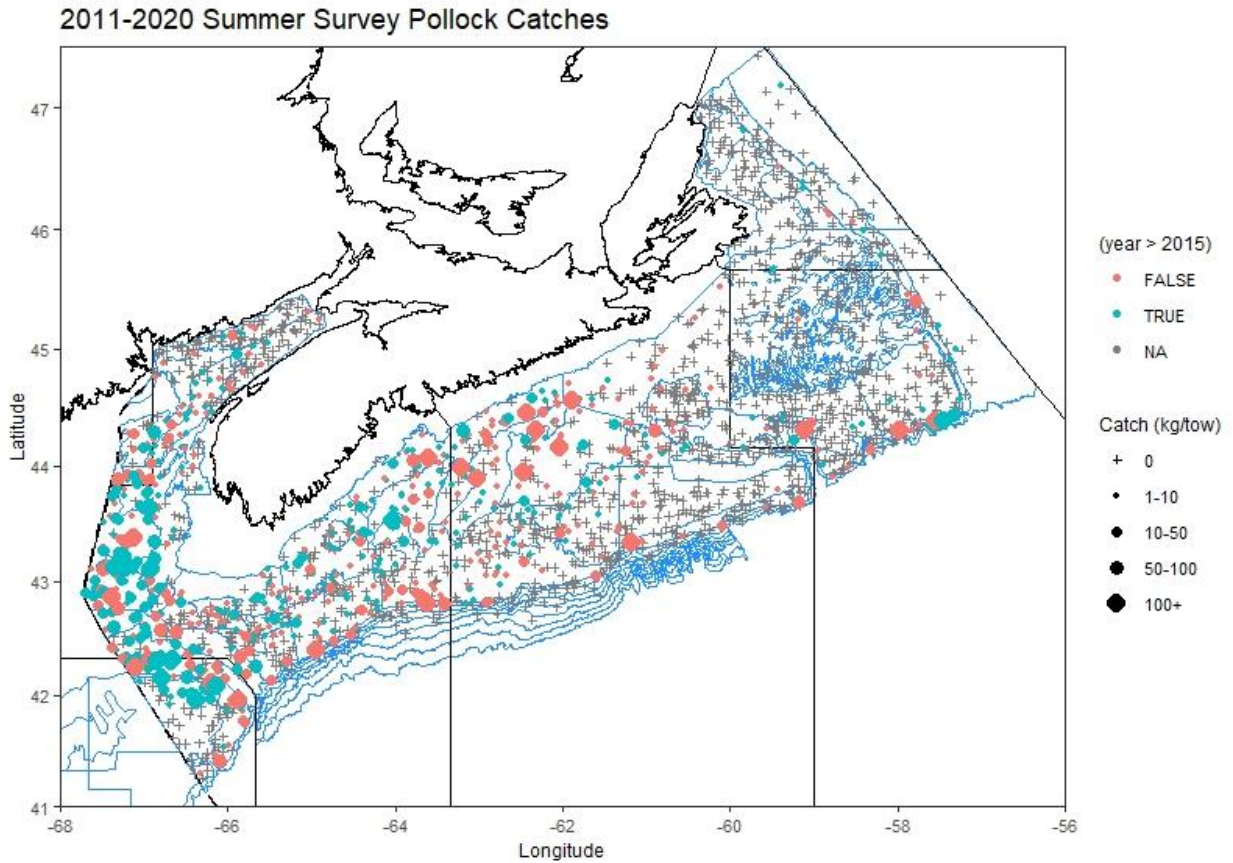 2011-2020 Summer Survey Pollock Catches
47
46
45
44
43
42
41
Latitude
-68
-66
-64
-62
-60
-58
-56
Longitude
(year > 2015)
FALSE
TRUE
NA
Catch (kg/tow)
0
1-10
10-50
50-100
100+